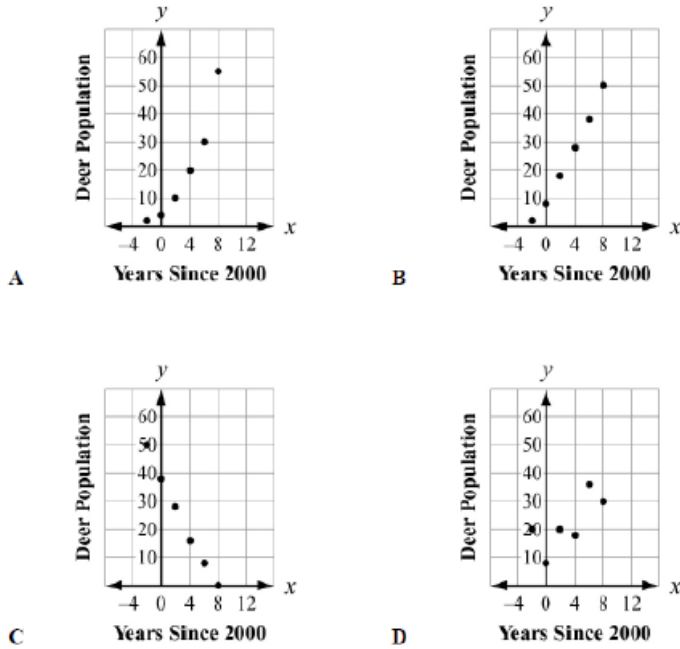 y
y
60
60
50
50
40
40
30
30
20
20
10
10
Deer Population
Deer Population
x
x
–4 0 4 8 12
–4 0 4 8 12
A
Years Since 2000
B
Years Since 2000
y
y
60
60
50
50
40
40
30
30
20
20
10
10
Deer Population
Deer Population
x
x
–4 0 4 8 12
–4 0 4 8 12
C
Years Since 2000
D
Years Since 2000